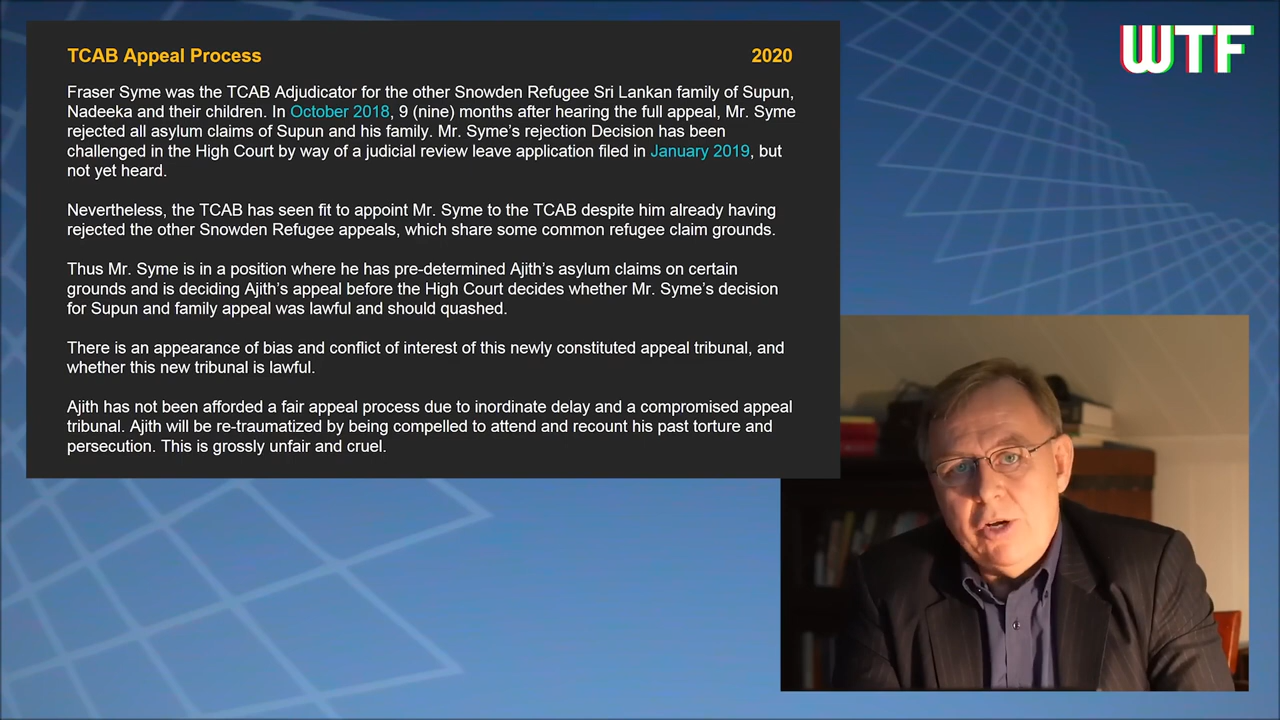 TCAB Appeal Process 2020
Fraser Syme was the TCAB Adjudicator for the other Snowden Refugee Sri Lankan family of Supun,
Nadeeka and their children. In October 2018, 9 (nine) months after hearing the full appeal, Mr. Syme
rejected all asylum claims of Supun and his family. Mr. Syme's rejection Decision has been
challenged in the High Court by way of a judicial review leave application filed in January 2019, but
not yet heard.
Nevertheless, the TCAB has seen fit to appoint Mr. Syme to the TCAB despite him already having
rejected the other Snowden Refugee appeals, which share some common refugee claim grounds.
Thus Mr. Syme is in a position where he has pre-determined Ajith's asylum claims on certain
grounds and is deciding Ajith's appeal before the High Court decides whether Mr. Syme's decision
for Supun and family appeal was lawful and should quashed.
There is an appearance of bias and conflict of interest of this newly constituted appeal tribunal, and
whether this new tribunal is lawful.
Ajith has not been afforded a fair appeal process due to inordinate delay and a compromised appeal
tribunal. Ajith will be re-traumatized by being compelled to attend and recount his past torture and
persecution. This is grossly unfair and cruel.
WTF